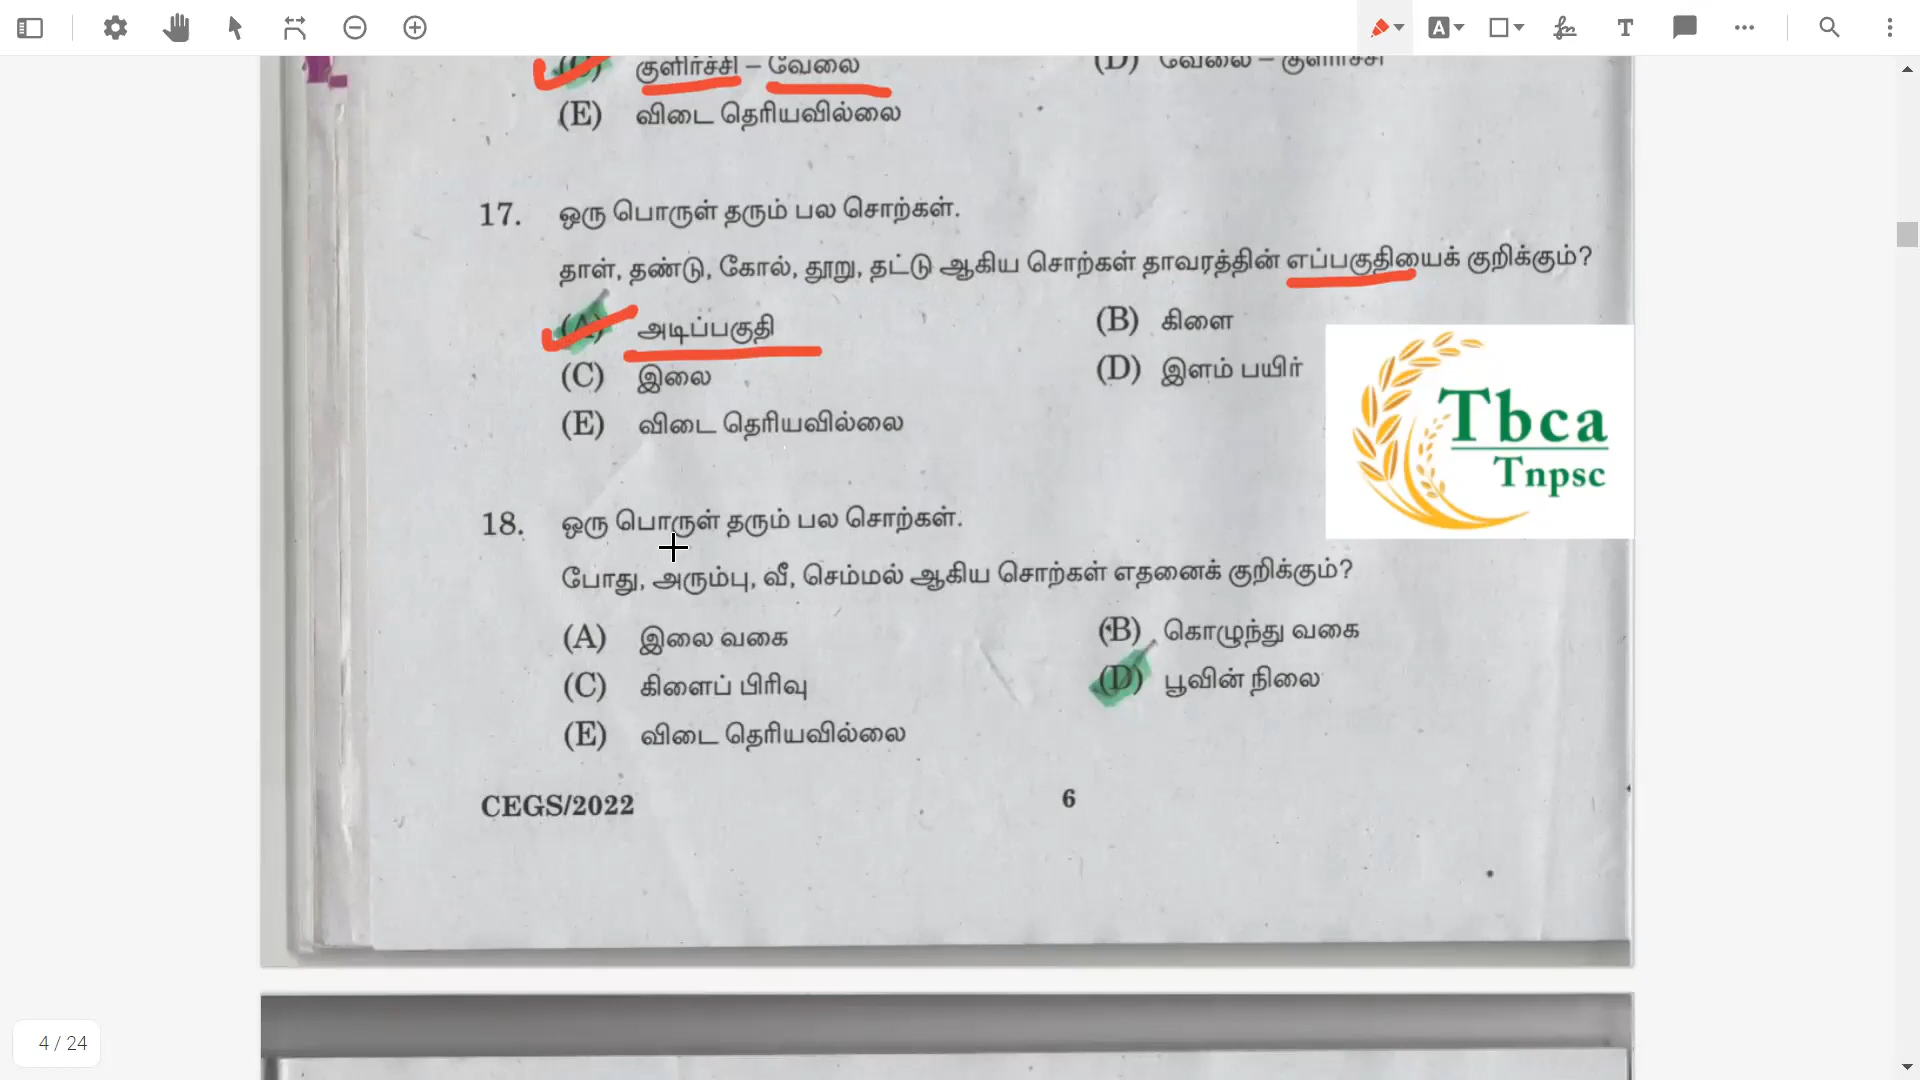 (C) குளிர்ச்சி – வேலை (D) வேலை – குளிர்ச்சி
(E) விடை தெரியவில்லை
17. ஒரு பொருள் தரும் பல சொற்கள்.
தாள், தண்டு, கோல், தூறு, தட்டு ஆகிய சொற்கள் தாவரத்தின் எப்பகுதியைக் குறிக்கும்?
(A) அடிப்பகுதி (B) கிளை
(C) இலை (D) இளம் பயிர்
(E) விடை தெரியவில்லை
Tbca
Tnpsc
18. ஒரு பொருள் தரும் பல சொற்கள்.
போது, அரும்பு, வீ, செம்மல் ஆகிய சொற்கள் எதனைக் குறிக்கும்?
(A) இலை வகை (B) கொழுந்து வகை
(C) கிளைப் பிரிவு (D) பூவின் நிலை
(E) விடை தெரியவில்லை
CEGS/2022 6
4 / 24